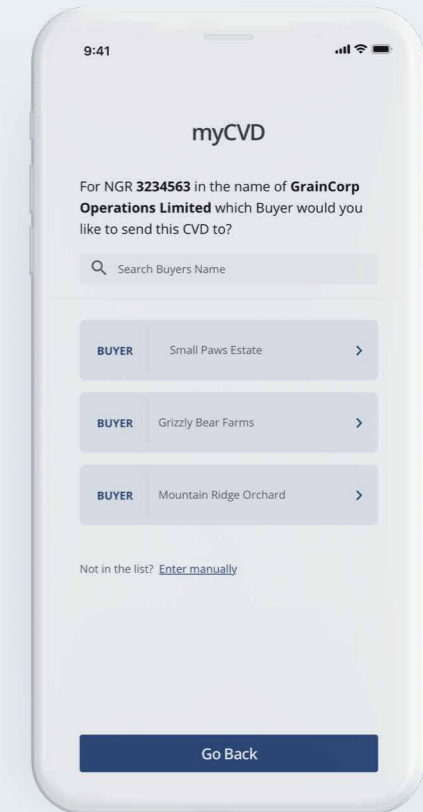 9:41
myCVD
For NGR 3234563 in the name of GrainCorp
Operations Limited which Buyer would you
like to send this CVD to?
Search Buyers Name
BUYER Small Paws Estate
BUYER Grizzly Bear Farms
BUYER Mountain Ridge Orchard
Not in the list? Enter manually
Go Back